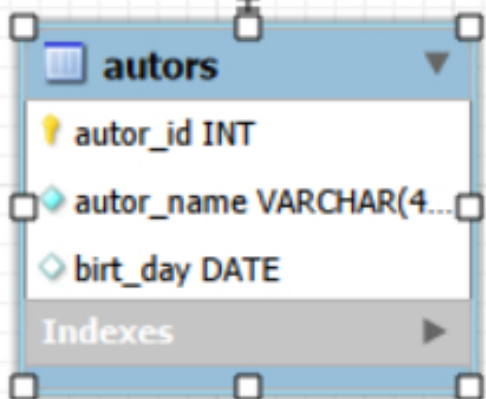 autors
autor_id INT
autor_name VARCHAR(4...
birt_day DATE
Indexes